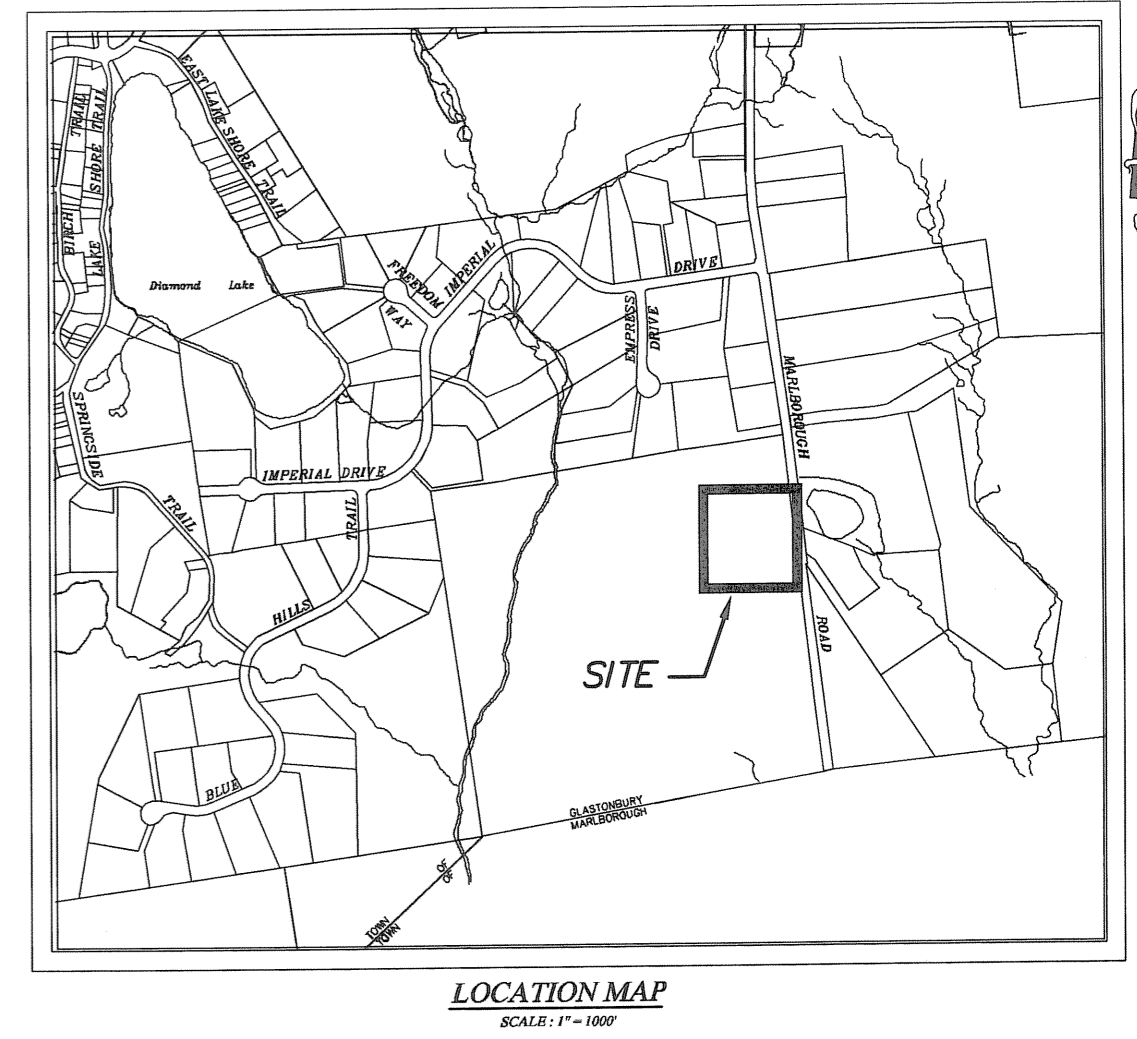 EAST LAKE SHORE TRAIL
TRAIL
BIRCH
SHORE TRAIL
LAKE
Diamond Lake
FREEDOM
WAY
IMPERIAL
DRIVE
EMPRESS
DRIVE
MARLBOROUGH
ROAD
SPRINGSIDE
TRAIL
IMPERIAL DRIVE
TRAIL
HILLS
BLUE
SITE
GLASTONBURY
MARLBOROUGH
OF
OF
TOWN
TOWN
LOCATION MAP
SCALE : 1" = 1000'